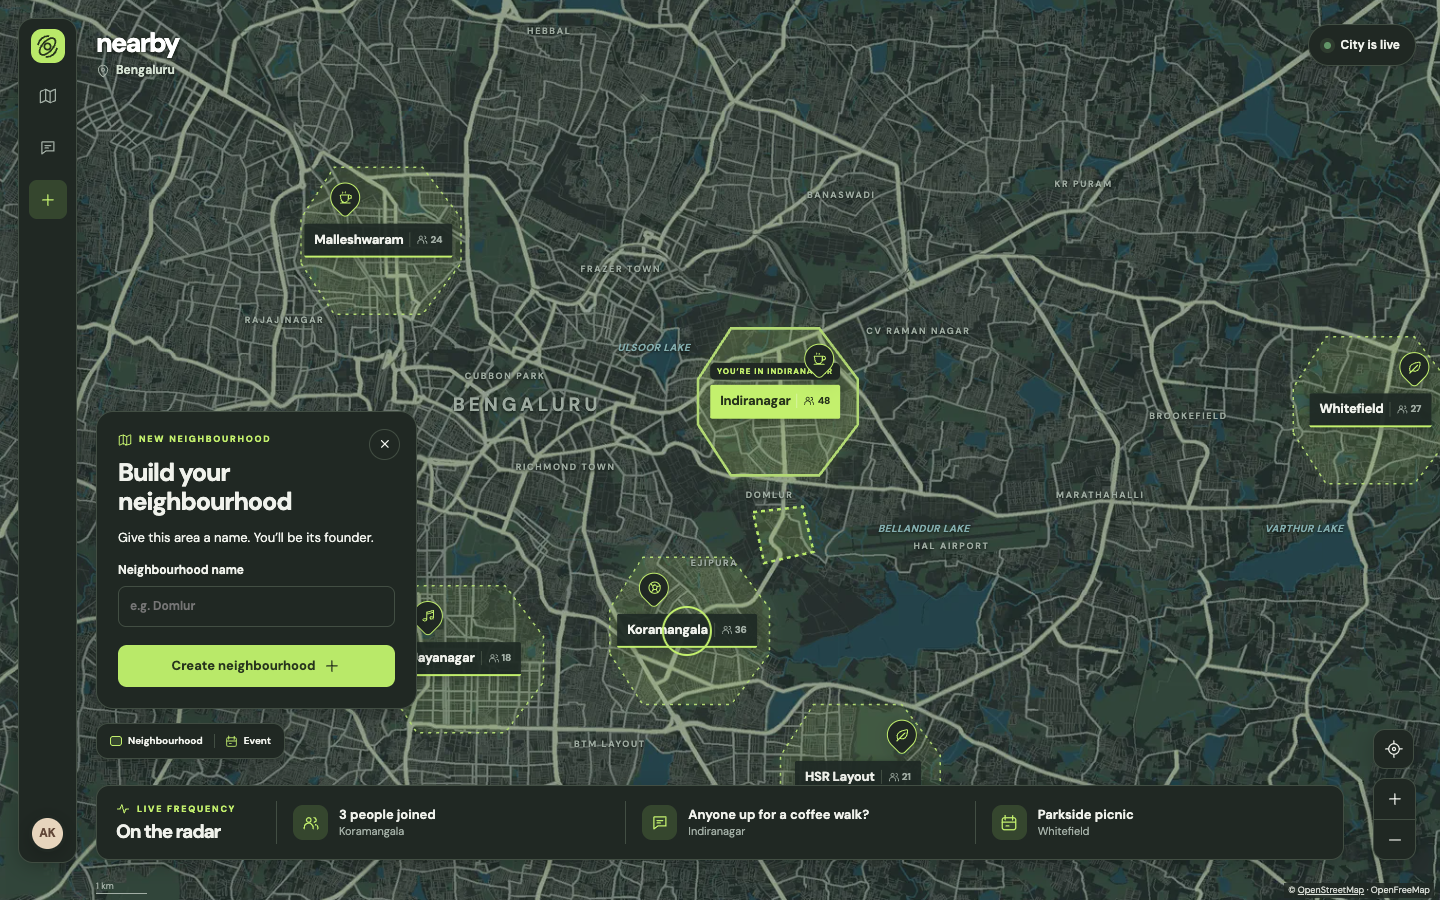 nearby
Bengaluru
City is live
HEBBAL
BANASWADI
KR PURAM
Malleshwaram 24
FRAZER TOWN
RAJAJINAGAR
ULSOOR LAKE
CV RAMAN NAGAR
CUBBON PARK
BENGALURU
YOU'RE IN INDIRANA
Indiranagar 48
Whitefield 27
BROOKEFIELD
RICHMOND TOWN
DOMLUR
MARATHAHALLI
BELLANDUR LAKE
HAL AIRPORT
VARTHUR LAKE
EJIPURA
Koramangala 36
ayanagar 18
BTM LAYOUT
HSR Layout 21
NEW NEIGHBOURHOOD
Build your
neighbourhood
Give this area a name. You'll be its founder.
Neighbourhood name
e.g. Domlur
Create neighbourhood
Neighbourhood
Event
LIVE FREQUENCY
On the radar
3 people joined
Koramangala
Anyone up for a coffee walk?
Indiranagar
Parkside picnic
Whitefield
AK
1 km
© OpenStreetMap · OpenFreeMap